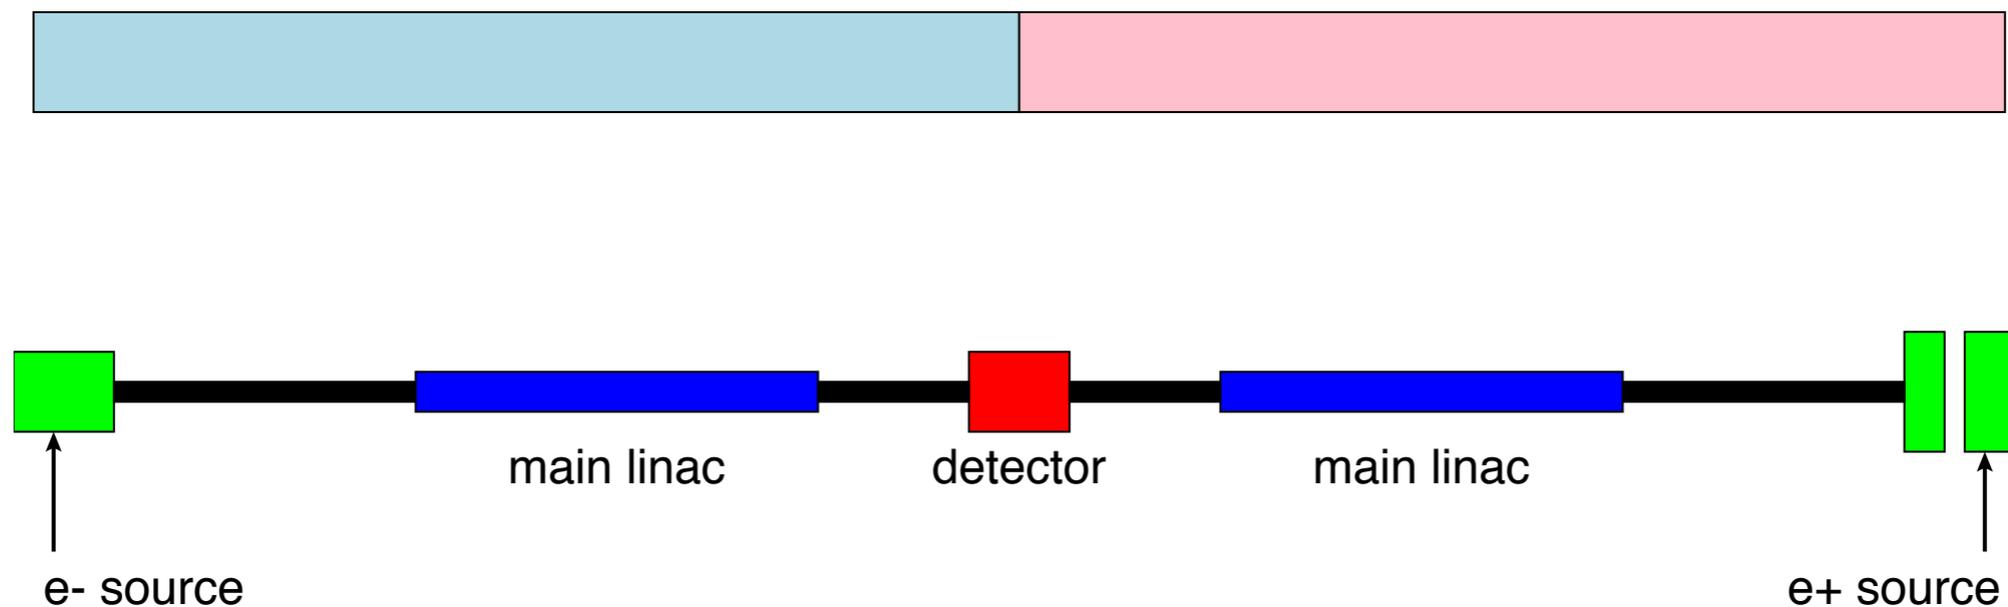 main linac
detector
main linac
e- source
e+ source